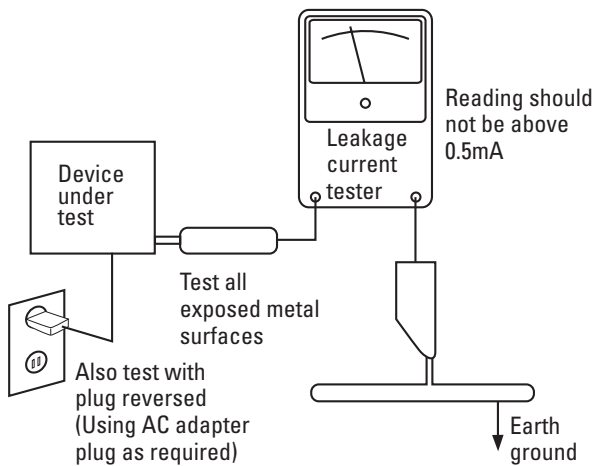 Device
under
test
Leakage
current
tester
Reading should
not be above
0.5mA
Test all
exposed metal
surfaces
Also test with
plug reversed
(Using AC adapter
plug as required)
Earth
ground